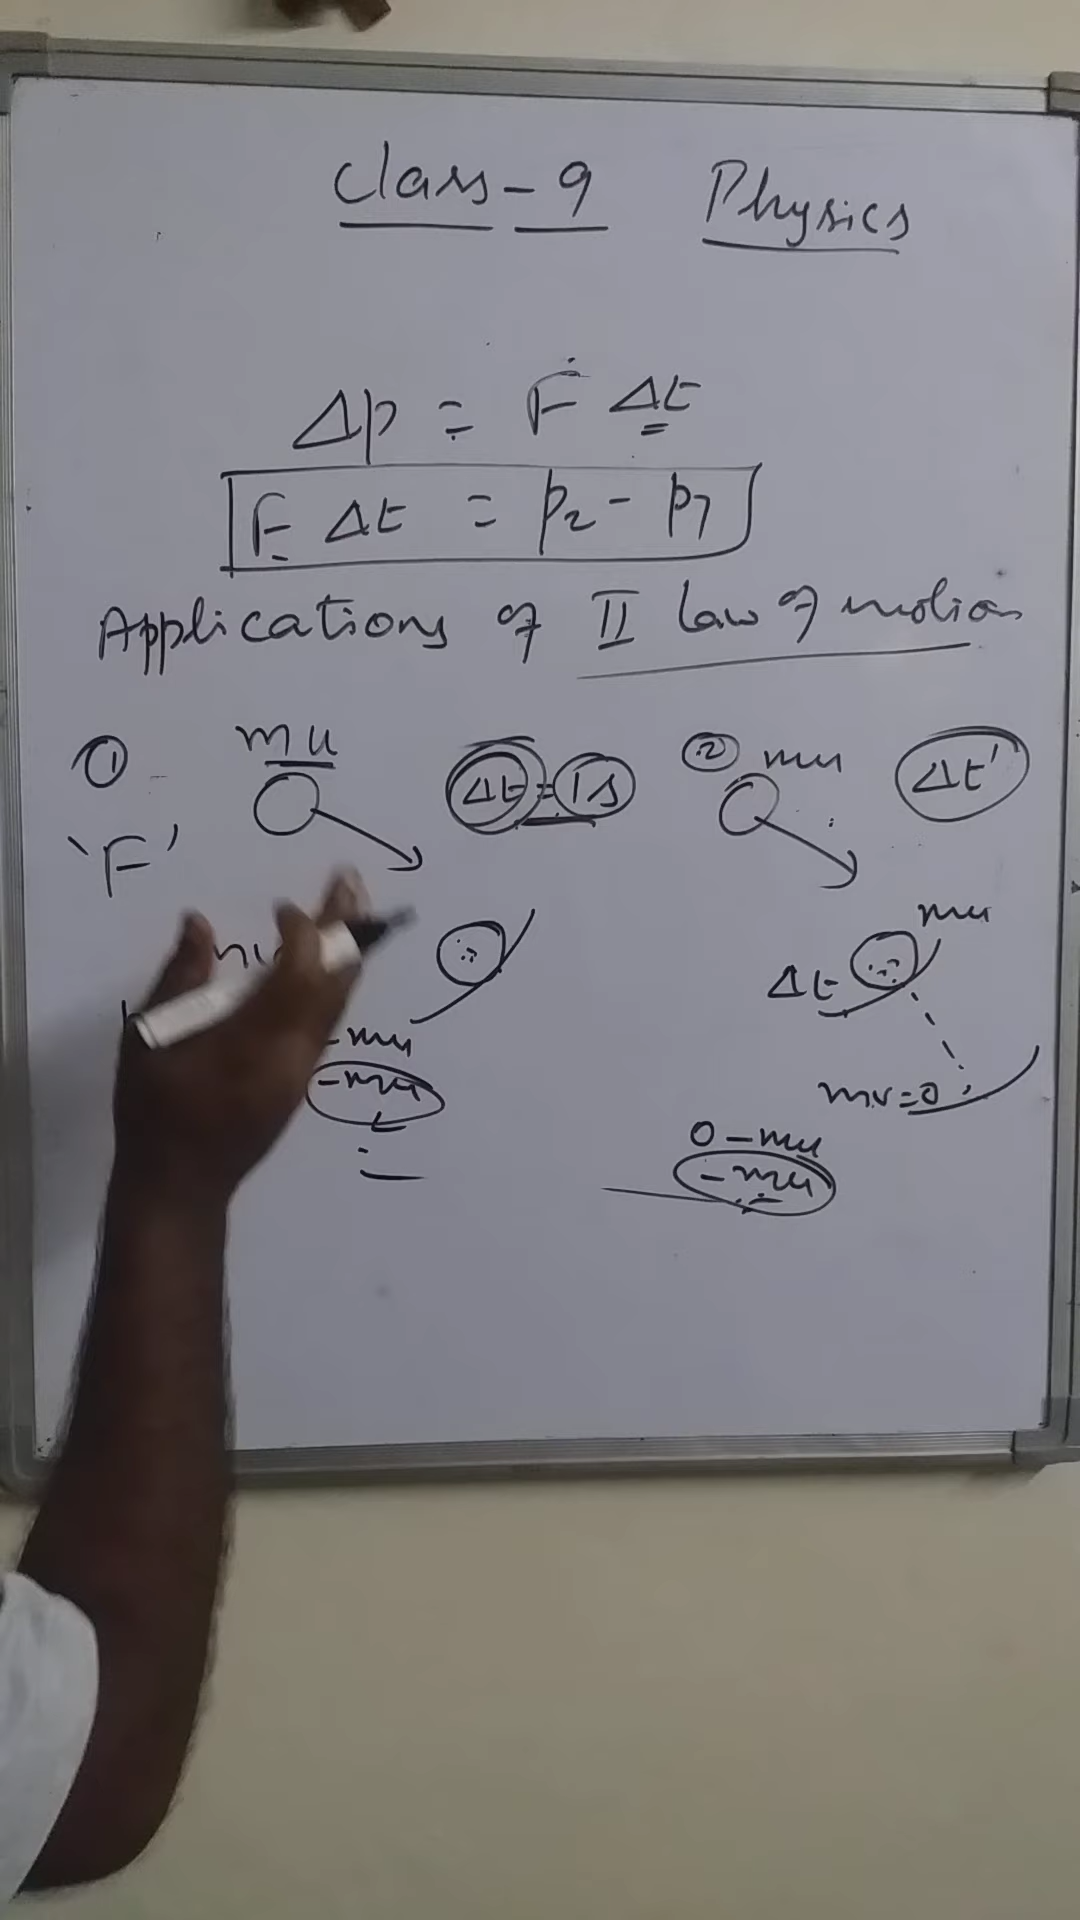 Class-9 Physics
Δp = F Δt
F Δt = p2 - p1
Applications of II law of motion
① mu Δt = 1s ② mu Δt'
'F'
mu
Δt
-mu
-mu
mv=0
0-mu
-mu